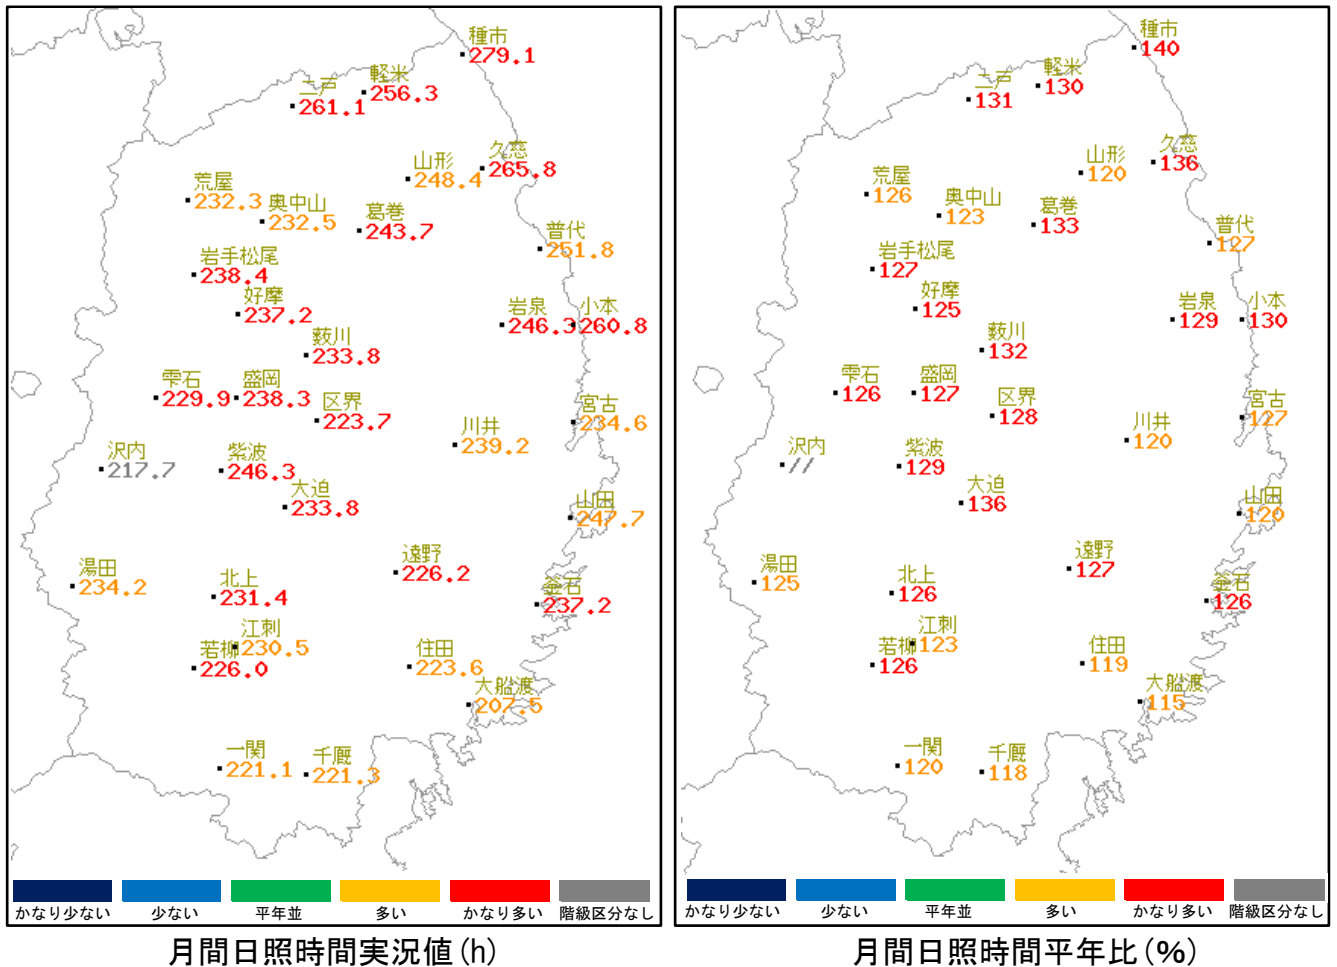 種市
279.1
軽米
256.3
二戸
261.1
久慈
265.8
山形
248.4
荒屋
232.3
奥中山
232.5
葛巻
243.7
普代
251.8
岩手松尾
238.4
好摩
237.2
岩泉
246.3
小本
260.8
薮川
233.8
雫石
229.9
盛岡
238.3
区界
223.7
宮古
234.6
川井
239.2
沢内
217.7
紫波
246.3
大迫
233.8
山田
247.7
遠野
226.2
湯田
234.2
北上
231.4
釜石
237.2
江刺
230.5
若柳
226.0
住田
223.6
大船渡
207.5
一関
221.1
千厩
221.3
かなり少ない
少ない
平年並
多い
かなり多い
階級区分なし
月間日照時間実況値(h)
種市
140
軽米
130
二戸
131
久慈
136
山形
120
荒屋
126
奥中山
123
葛巻
133
普代
127
岩手松尾
127
好摩
125
岩泉
129
小本
130
薮川
132
雫石
126
盛岡
127
区界
128
宮古
127
川井
120
沢内
//
紫波
129
大迫
136
山田
120
遠野
127
湯田
125
北上
126
釜石
126
江刺
123
若柳
126
住田
119
大船渡
115
一関
120
千厩
118
かなり少ない
少ない
平年並
多い
かなり多い
階級区分なし
月間日照時間平年比(%)